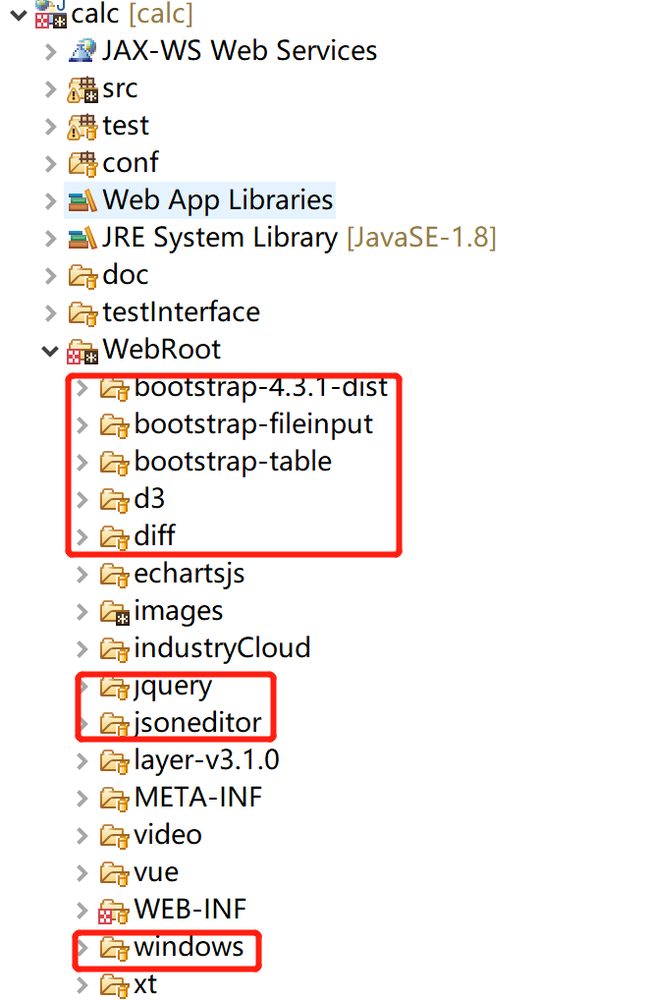 calc [calc]
JAX-WS Web Services
src
test
conf
Web App Libraries
JRE System Library [JavaSE-1.8]
doc
testInterface
WebRoot
bootstrap-4.3.1-dist
bootstrap-fileinput
bootstrap-table
d3
diff
echartsjs
images
industryCloud
jquery
jsoneditor
layer-v3.1.0
META-INF
video
vue
WEB-INF
windows
xt